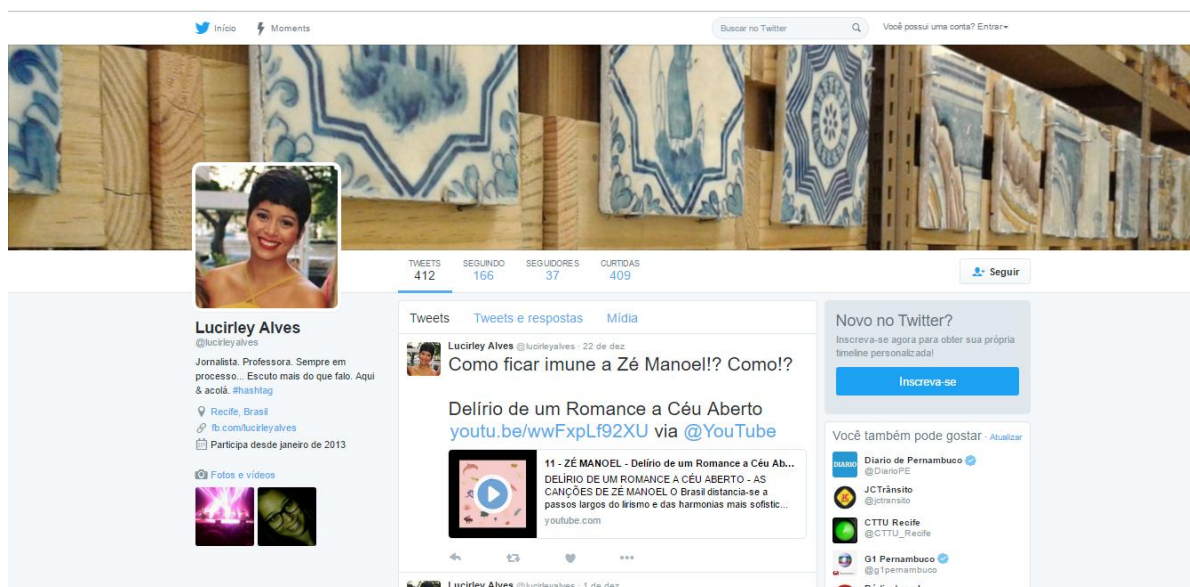 Início
Moments
Buscar no Twitter
Você possui uma conta? Entrar
TWEETS
412
SEGUINDO
166
SEGUIDORES
37
CURTIDAS
409
Seguir
Lucirley Alves
@lucirleyalves
Jornalista. Professora. Sempre em
processo... Escuto mais do que falo. Aqui
& acolá. #hashtag
Recife, Brasil
fb.com/lucirleyalves
Participa desde janeiro de 2013
Fotos e vídeos
Tweets
Tweets e respostas
Mídia
Lucirley Alves @lucirleyalves · 22 de dez
Como ficar imune a Zé Manoel!? Como!?
Delírio de um Romance a Céu Aberto
youtu.be/wwFxpLf92XU via @YouTube
11 - ZÉ MANOEL - Delírio de um Romance a Céu Ab...
DELÍRIO DE UM ROMANCE A CÉU ABERTO - AS
CANÇÕES DE ZÉ MANOEL O Brasil distancia-se a
passos largos do lirismo e das harmonias mais sofistic...
youtube.com
Lucirley Alves @lucirleyalves · 1 de dez
Novo no Twitter?
Inscreva-se agora para obter sua própria
timeline personalizada!
Inscreva-se
Você também pode gostar · Atualizar
DIARIO
Diario de Pernambuco
@DiarioPE
JC
JCTrânsito
@jctransito
CTTU Recife
@CTTU_Recife
G1 Pernambuco
@g1pernambuco